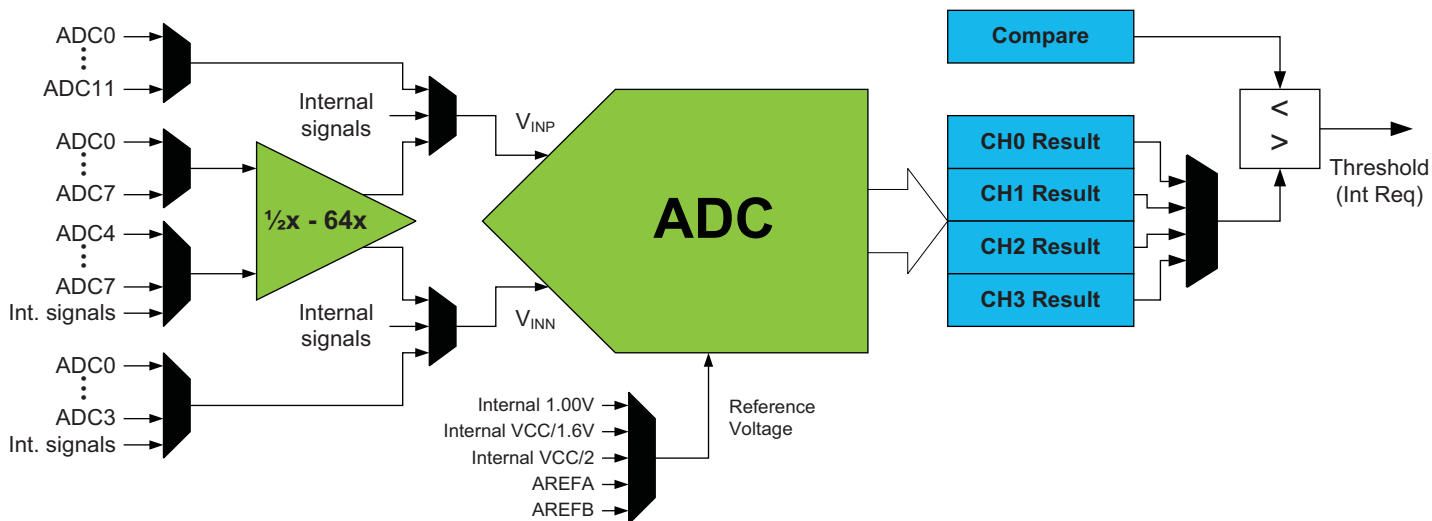 ADC0
ADC11
ADC0
ADC7
ADC4
ADC7
Int. signals
ADC0
ADC3
Int. signals
½x - 64x
Internal
signals
Internal
signals
VINP
VINN
ADC
Internal 1.00V
Internal VCC/1.6V
Internal VCC/2
AREFA
AREFB
Reference
Voltage
Compare
CH0 Result
CH1 Result
CH2 Result
CH3 Result
<
>
Threshold
(Int Req)